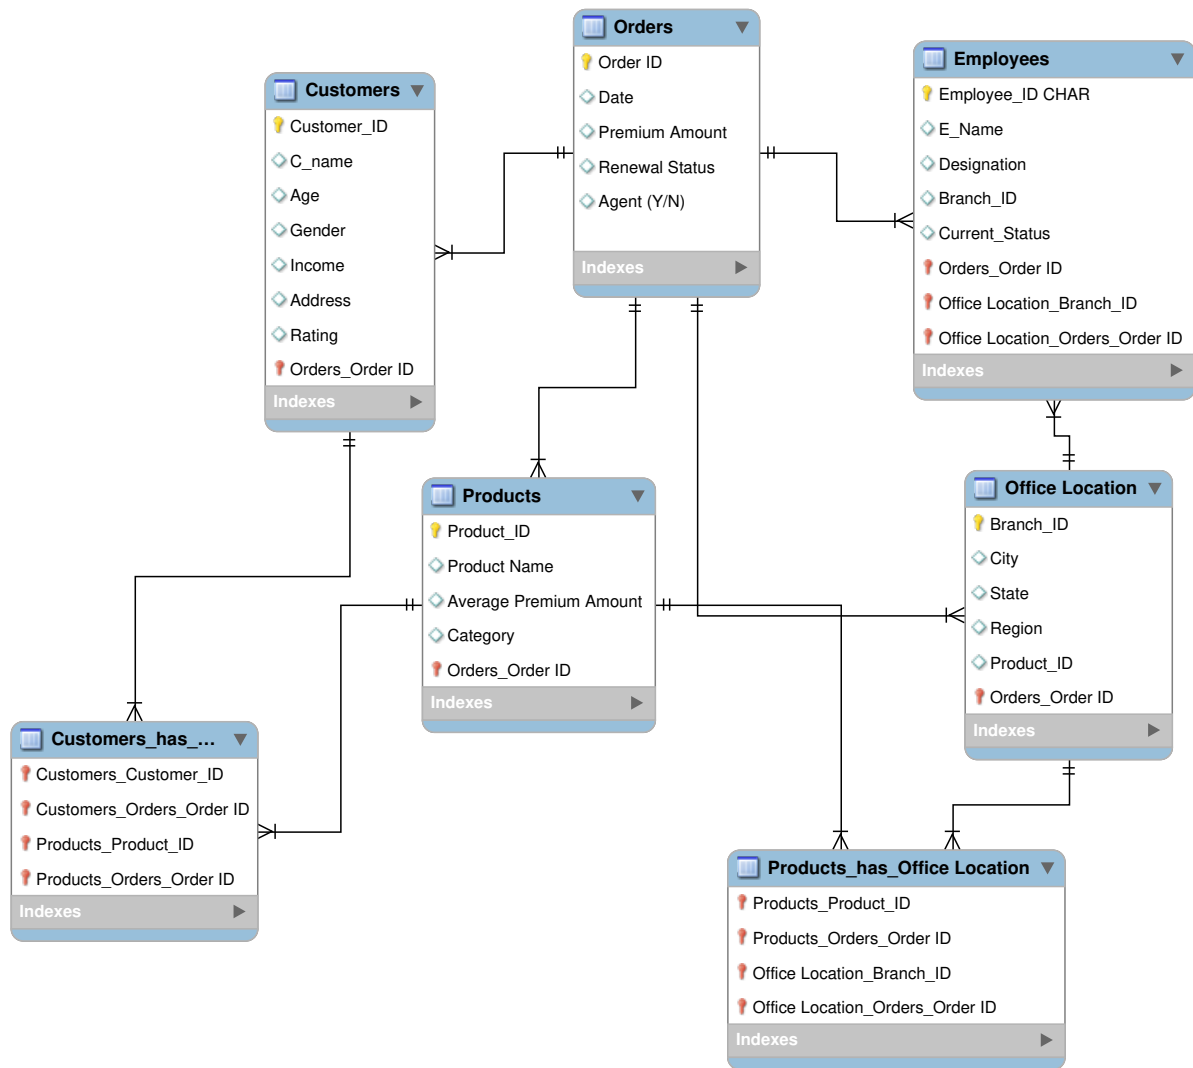 Orders
Order ID
Date
Premium Amount
Renewal Status
Agent (Y/N)
Indexes
Employees
Employee_ID CHAR
E_Name
Designation
Branch_ID
Current_Status
Orders_Order ID
Office Location_Branch_ID
Office Location_Orders_Order ID
Indexes
Customers
Customer_ID
C_name
Age
Gender
Income
Address
Rating
Orders_Order ID
Indexes
Products
Product_ID
Product Name
Average Premium Amount
Category
Orders_Order ID
Indexes
Office Location
Branch_ID
City
State
Region
Product_ID
Orders_Order ID
Indexes
Customers_has_...
Customers_Customer_ID
Customers_Orders_Order ID
Products_Product_ID
Products_Orders_Order ID
Indexes
Products_has_Office Location
Products_Product_ID
Products_Orders_Order ID
Office Location_Branch_ID
Office Location_Orders_Order ID
Indexes